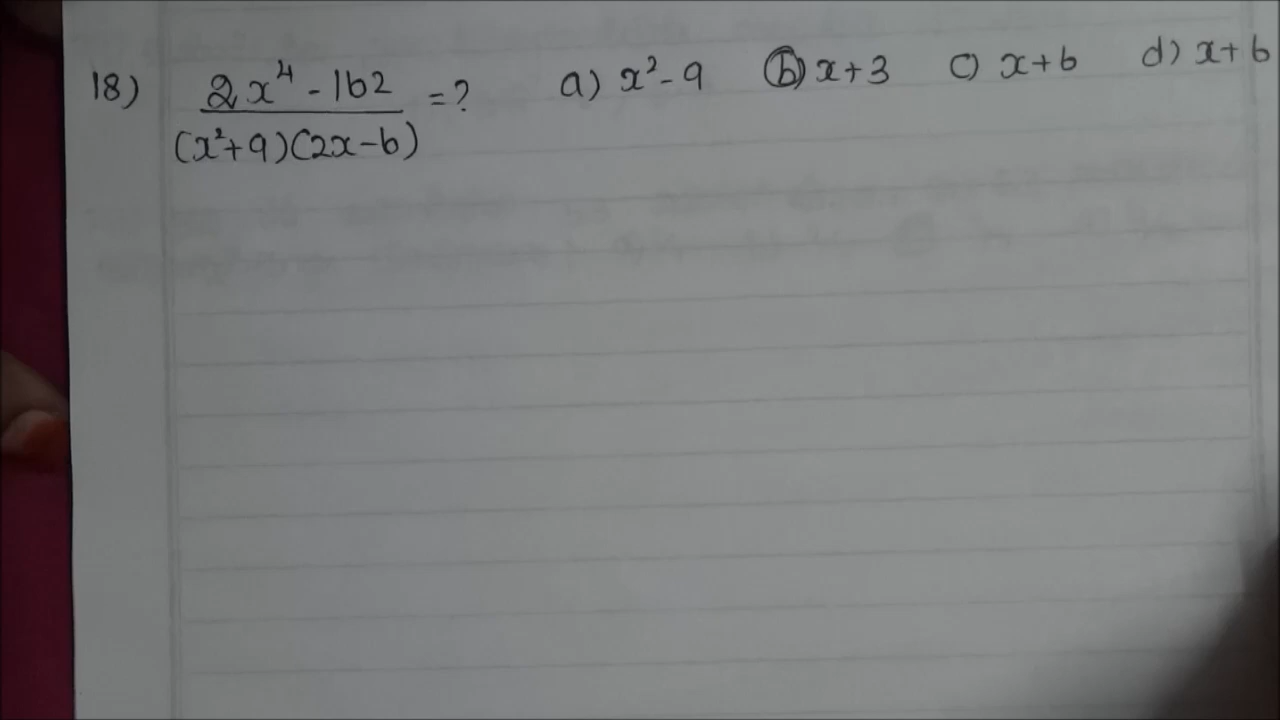 18) 2x⁴ - 162 / (x²+9)(2x-6) = ? a) x²-9 b) x+3 c) x+6 d) x+6